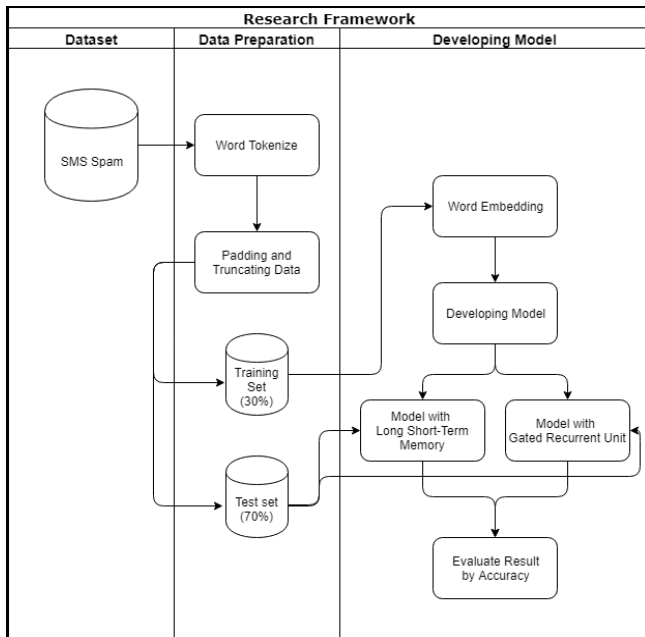 Research Framework
Dataset
Data Preparation
Developing Model
SMS Spam
Word Tokenize
Padding and
Truncating Data
Training
Set
(30%)
Test set
(70%)
Word Embedding
Developing Model
Model with
Long Short-Term
Memory
Model with
Gated Recurrent Unit
Evaluate Result
by Accuracy